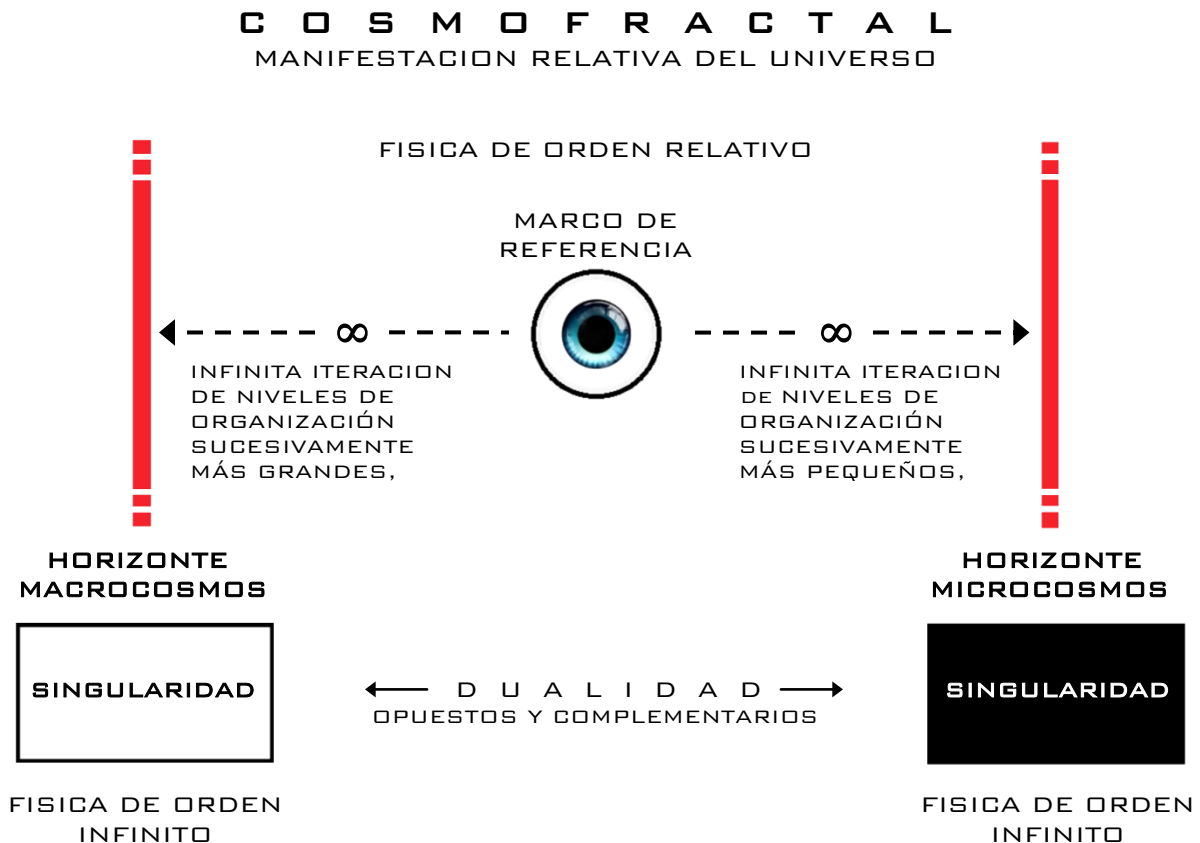 COSMOFRACTAL
MANIFESTACION RELATIVA DEL UNIVERSO
FISICA DE ORDEN RELATIVO
MARCO DE
REFERENCIA
∞
∞
INFINITA ITERACION
DE NIVELES DE
ORGANIZACIÓN
SUCESIVAMENTE
MÁS GRANDES,
INFINITA ITERACION
DE NIVELES DE
ORGANIZACIÓN
SUCESIVAMENTE
MÁS PEQUEÑOS,
HORIZONTE
MACROCOSMOS
HORIZONTE
MICROCOSMOS
SINGULARIDAD
DUALIDAD
OPUESTOS Y COMPLEMENTARIOS
SINGULARIDAD
FISICA DE ORDEN
INFINITO
FISICA DE ORDEN
INFINITO